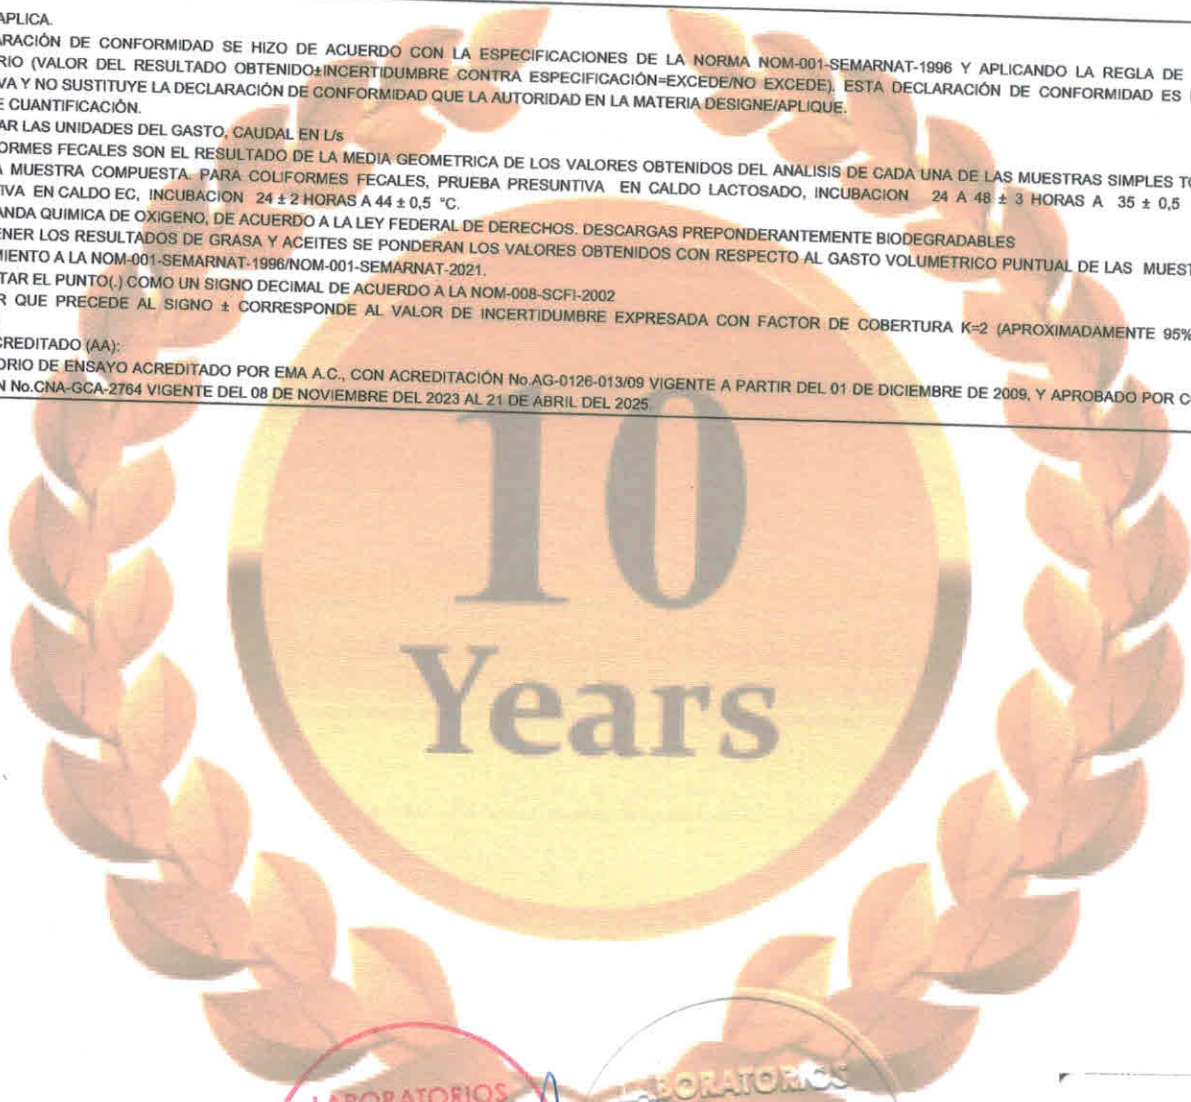 APLICA.
RACIÓN DE CONFORMIDAD SE HIZO DE ACUERDO CON LA ESPECIFICACIONES DE LA NORMA NOM-001-SEMARNAT-1996 Y APLICANDO LA REGLA DE
RIO (VALOR DEL RESULTADO OBTENIDO±INCERTIDUMBRE CONTRA ESPECIFICACIÓN=EXCEDE/NO EXCEDE). ESTA DECLARACIÓN DE CONFORMIDAD ES
VA Y NO SUSTITUYE LA DECLARACIÓN DE CONFORMIDAD QUE LA AUTORIDAD EN LA MATERIA DESIGNE/APLIQUE.
E CUANTIFICACIÓN.
AR LAS UNIDADES DEL GASTO, CAUDAL EN L/s
ORMES FECALES SON EL RESULTADO DE LA MEDIA GEOMETRICA DE LOS VALORES OBTENIDOS DEL ANALISIS DE CADA UNA DE LAS MUESTRAS SIMPLES TO
A MUESTRA COMPUESTA. PARA COLIFORMES FECALES, PRUEBA PRESUNTIVA EN CALDO LACTOSADO, INCUBACION 24 A 48 ± 3 HORAS A 35 ± 0,5
TIVA EN CALDO EC, INCUBACION 24 ± 2 HORAS A 44 ± 0,5 °C.
ANDA QUIMICA DE OXIGENO, DE ACUERDO A LA LEY FEDERAL DE DERECHOS. DESCARGAS PREPONDERANTEMENTE BIODEGRADABLES
ENER LOS RESULTADOS DE GRASA Y ACEITES SE PONDERAN LOS VALORES OBTENIDOS CON RESPECTO AL GASTO VOLUMETRICO PUNTUAL DE LAS MUEST
MIENTO A LA NOM-001-SEMARNAT-1996/NOM-001-SEMARNAT-2021.
TAR EL PUNTO(.) COMO UN SIGNO DECIMAL DE ACUERDO A LA NOM-008-SCFI-2002
R QUE PRECEDE AL SIGNO ± CORRESPONDE AL VALOR DE INCERTIDUMBRE EXPRESADA CON FACTOR DE COBERTURA K=2 (APROXIMADAMENTE 95%
CREDITADO (AA):
ORIO DE ENSAYO ACREDITADO POR EMA A.C., CON ACREDITACIÓN No.AG-0126-013/09 VIGENTE A PARTIR DEL 01 DE DICIEMBRE DE 2009, Y APROBADO POR CO
N No.CNA-GCA-2764 VIGENTE DEL 08 DE NOVIEMBRE DEL 2023 AL 21 DE ABRIL DEL 2025
10
Years
LABORATORIOS
LABORATORIOS